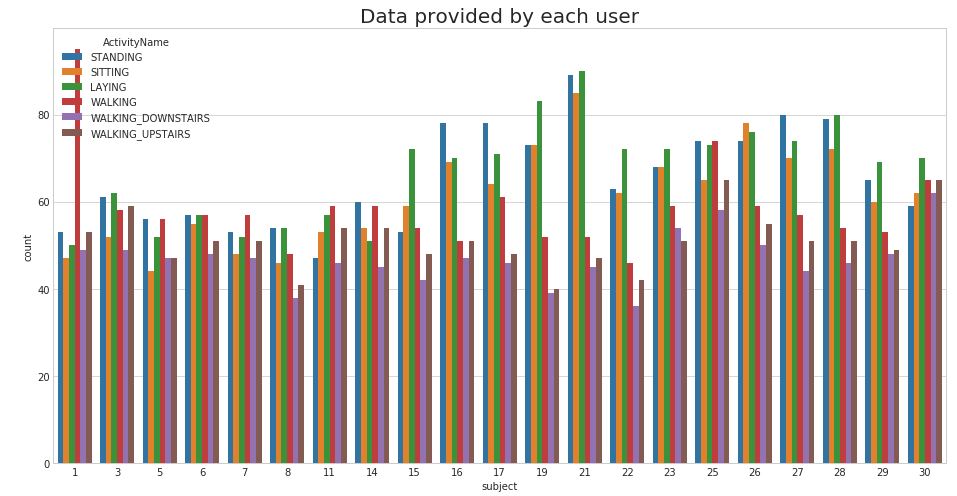 Data provided by each user
ActivityName
STANDING
SITTING
LAYING
WALKING
WALKING_DOWNSTAIRS
WALKING_UPSTAIRS
80
60
40
20
0
count
1 3 5 6 7 8 11 14 15 16 17 19 21 22 23 25 26 27 28 29 30
subject